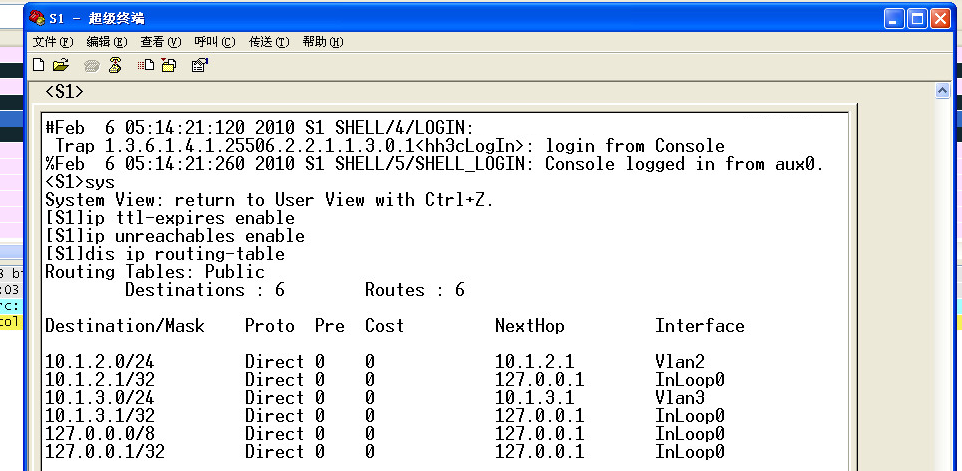 S1 - 超级终端
文件(F) 编辑(E) 查看(V) 呼叫(C) 传送(T) 帮助(H)
<S1>
#Feb  6 05:14:21:120 2010 S1 SHELL/4/LOGIN:
 Trap 1.3.6.1.4.1.25506.2.2.1.1.3.0.1<hh3cLogIn>: login from Console
%Feb  6 05:14:21:260 2010 S1 SHELL/5/SHELL_LOGIN: Console logged in from aux0.
<S1>sys
System View: return to User View with Ctrl+Z.
[S1]ip ttl-expires enable
[S1]ip unreachables enable
[S1]dis ip routing-table
Routing Tables: Public
        Destinations : 6        Routes : 6
Destination/Mask    Proto  Pre  Cost         NextHop         Interface
10.1.2.0/24         Direct 0    0            10.1.2.1        Vlan2
10.1.2.1/32         Direct 0    0            127.0.0.1       InLoop0
10.1.3.0/24         Direct 0    0            10.1.3.1        Vlan3
10.1.3.1/32         Direct 0    0            127.0.0.1       InLoop0
127.0.0.0/8         Direct 0    0            127.0.0.1       InLoop0
127.0.0.1/32        Direct 0    0            127.0.0.1       InLoop0